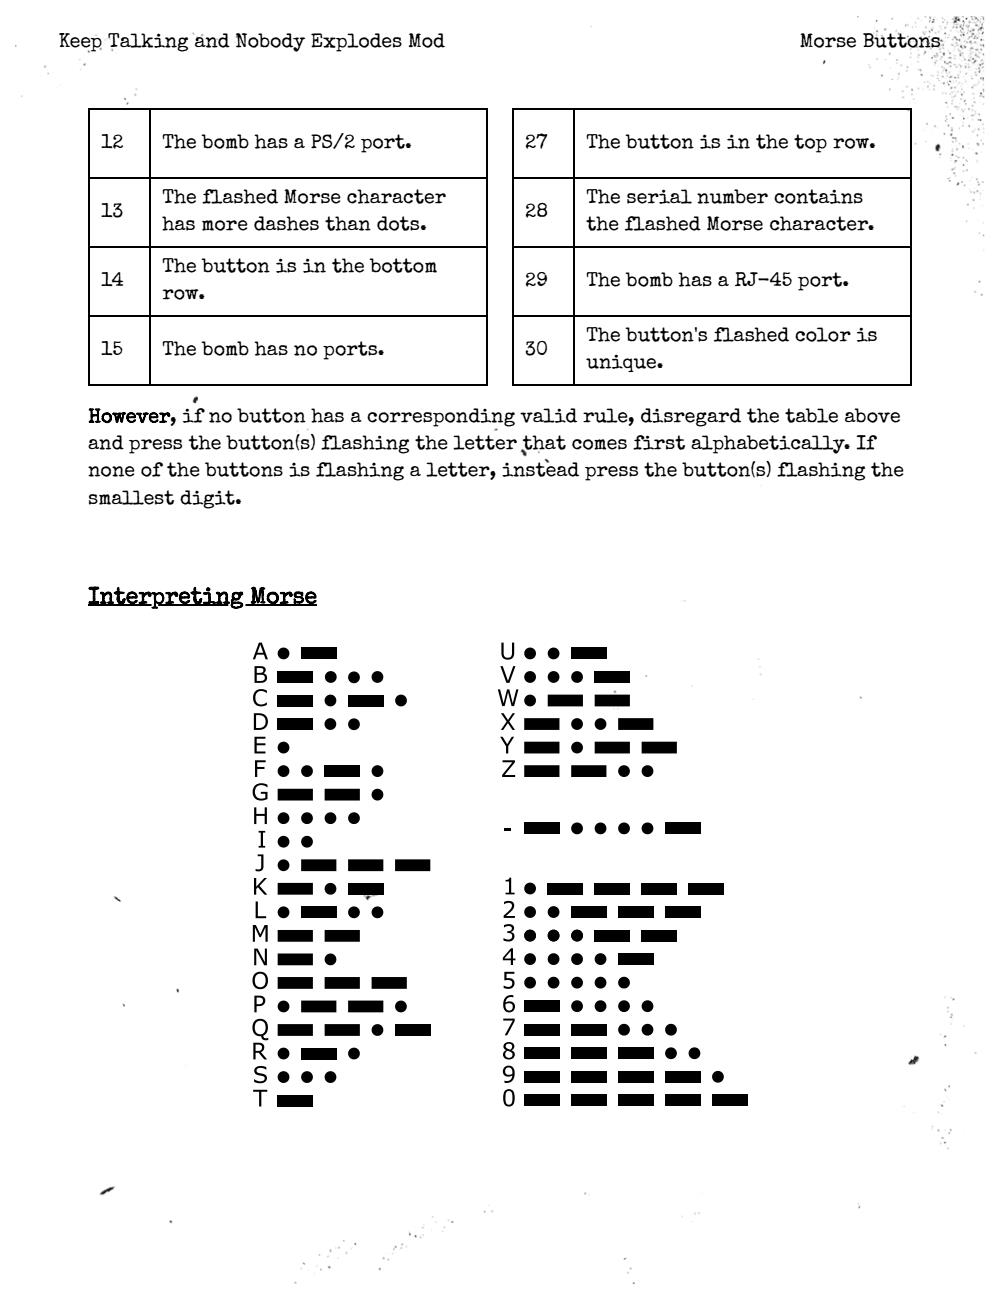 Keep Talking and Nobody Explodes Mod
Morse Buttons
12 The bomb has a PS/2 port.
13 The flashed Morse character
has more dashes than dots.
14 The button is in the bottom
row.
15 The bomb has no ports.
27 The button is in the top row.
28 The serial number contains
the flashed Morse character.
29 The bomb has a RJ-45 port.
30 The button's flashed color is
unique.
However, if no button has a corresponding valid rule, disregard the table above
and press the button(s) flashing the letter that comes first alphabetically. If
none of the buttons is flashing a letter, instead press the button(s) flashing the
smallest digit.
Interpreting Morse
A
B
C
D
E
F
G
H
I
J
K
L
M
N
O
P
Q
R
S
T
U
V
W
X
Y
Z
-
1
2
3
4
5
6
7
8
9
0